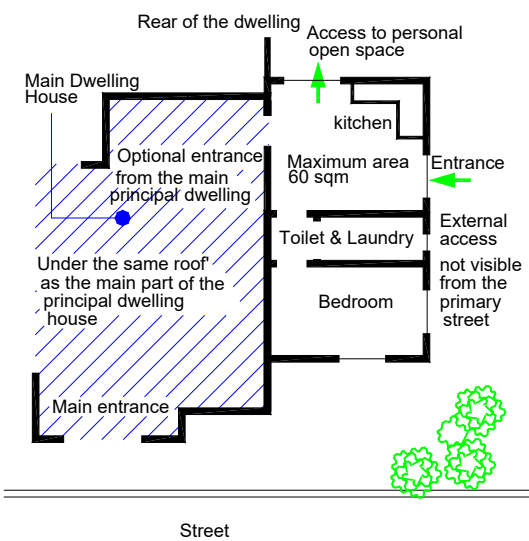 Rear of the dwelling
Access to personal
open space
Main Dwelling
House
kitchen
Optional entrance
from the main
principal dwelling
Maximum area
60 sqm
Entrance
Toilet & Laundry
External
access
not visible
from the
primary
street
Under the same roof'
as the main part of the
principal dwelling
house
Bedroom
Main entrance
Street